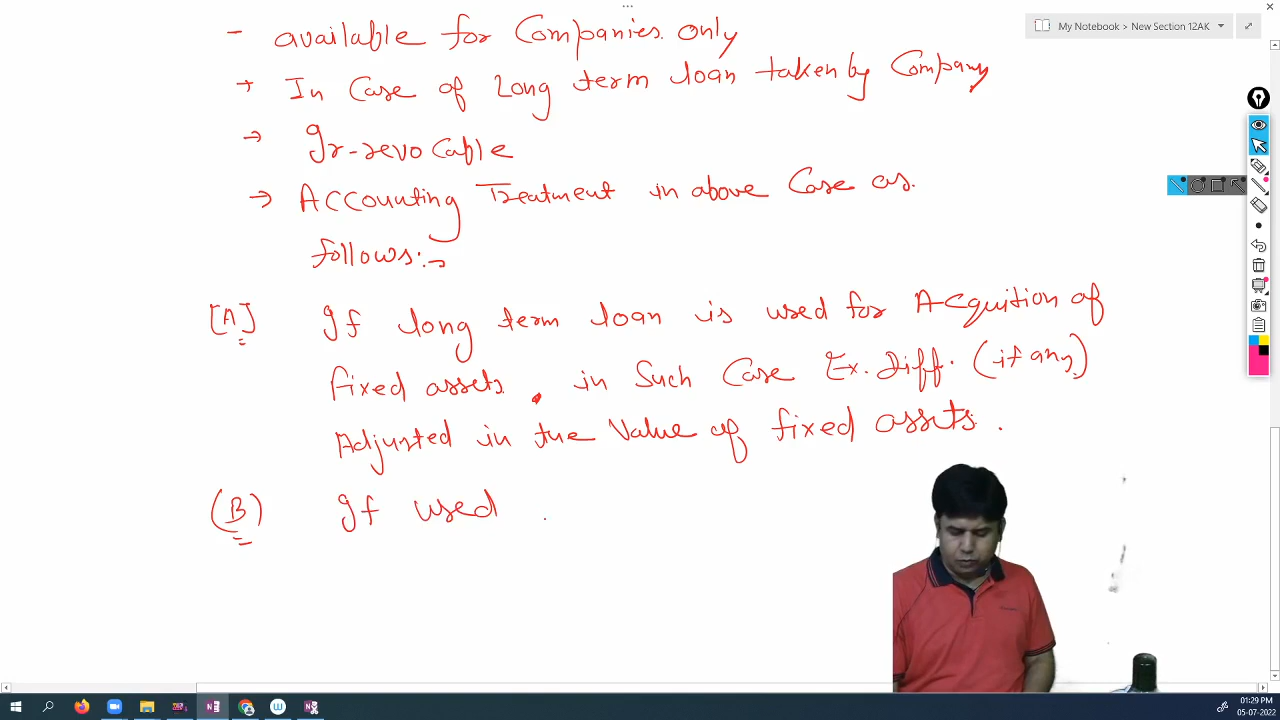 My Notebook > New Section 12AK
- available for Companies only
→ In Case of Long term loan taken by Company
→ Ir-revocable
→ Accounting Treatment in above Case as
follows:-
[A] If long term loan is used for Acquition of
fixed assets, in Such Case Ex. Diff. (if any)
Adjusted in the Value of fixed assets.
(B) If used
01:29 PM
05-07-2022